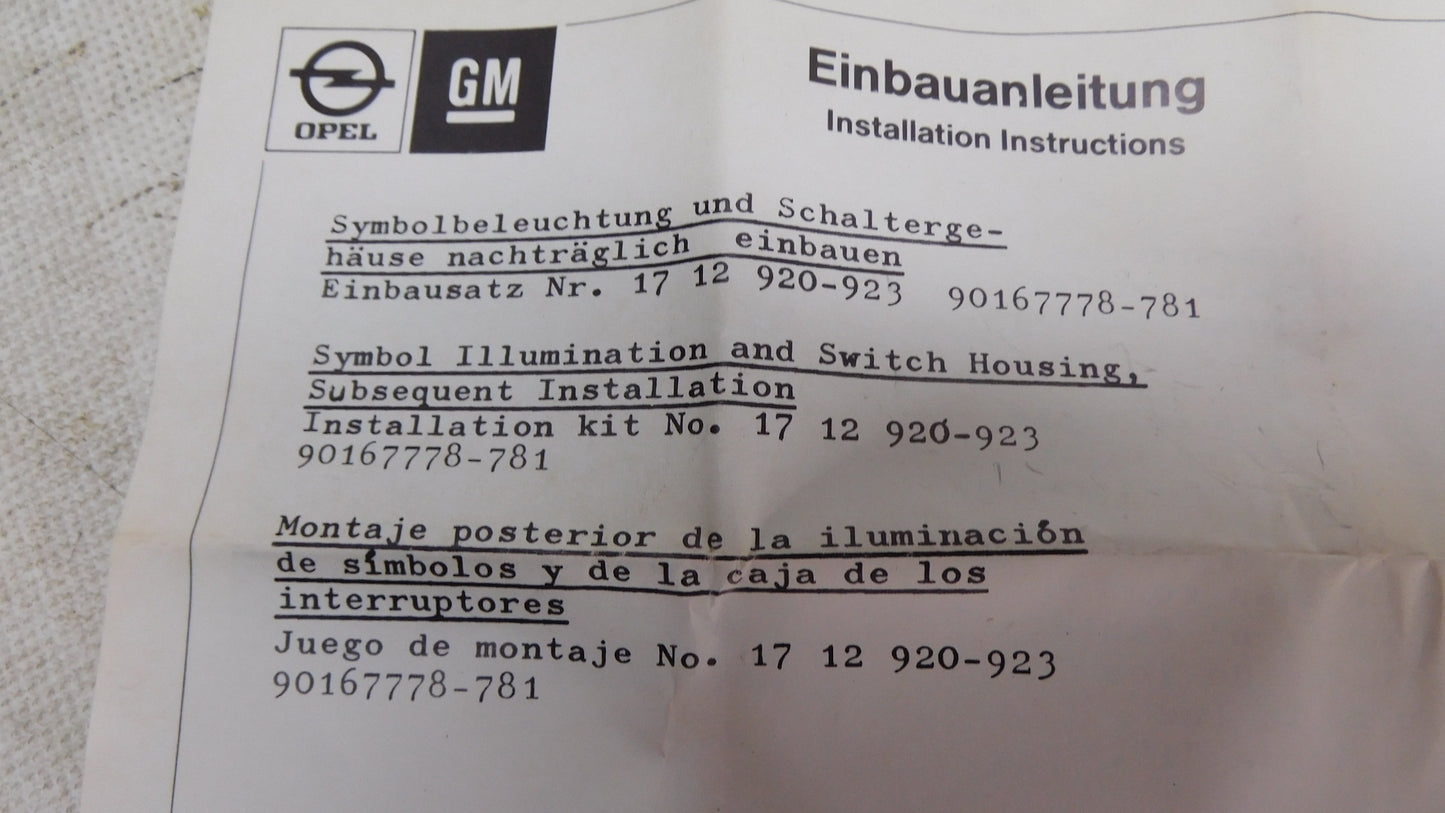 OPEL
GM
Einbauanleitung
Installation Instructions
Symbolbeleuchtung und Schalterge-
häuse nachträglich einbauen
Einbausatz Nr. 17 12 920-923 90167778-781
Symbol Illumination and Switch Housing,
Subsequent Installation
Installation kit No. 17 12 920-923
90167778-781
Montaje posterior de la iluminación
de símbolos y de la caja de los
interruptores
Juego de montaje No. 17 12 920-923
90167778-781